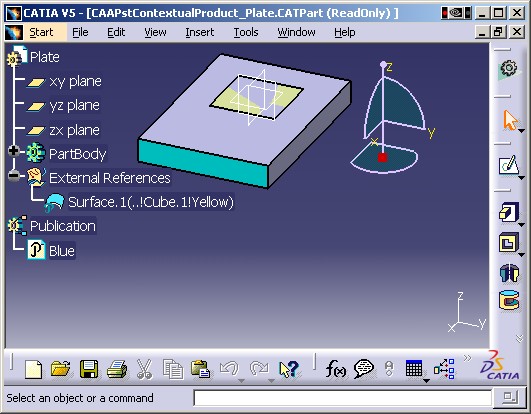 CATIA V5 - [CAAPstContextualProduct_Plate.CATPart (ReadOnly) ]
Start File Edit View Insert Tools Window Help
Plate
xy plane
yz plane
zx plane
PartBody
External References
Surface.1(..!Cube.1!Yellow)
Publication
Blue
z
y
x
z
x y
f(x)
DS
CATIA
Select an object or a command